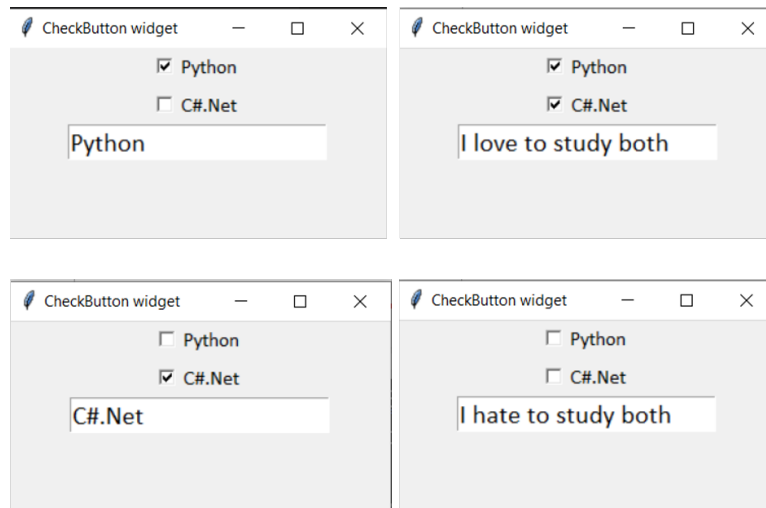 CheckButton widget
Python
C#.Net
Python
CheckButton widget
Python
C#.Net
I love to study both
CheckButton widget
Python
C#.Net
C#.Net
CheckButton widget
Python
C#.Net
I hate to study both